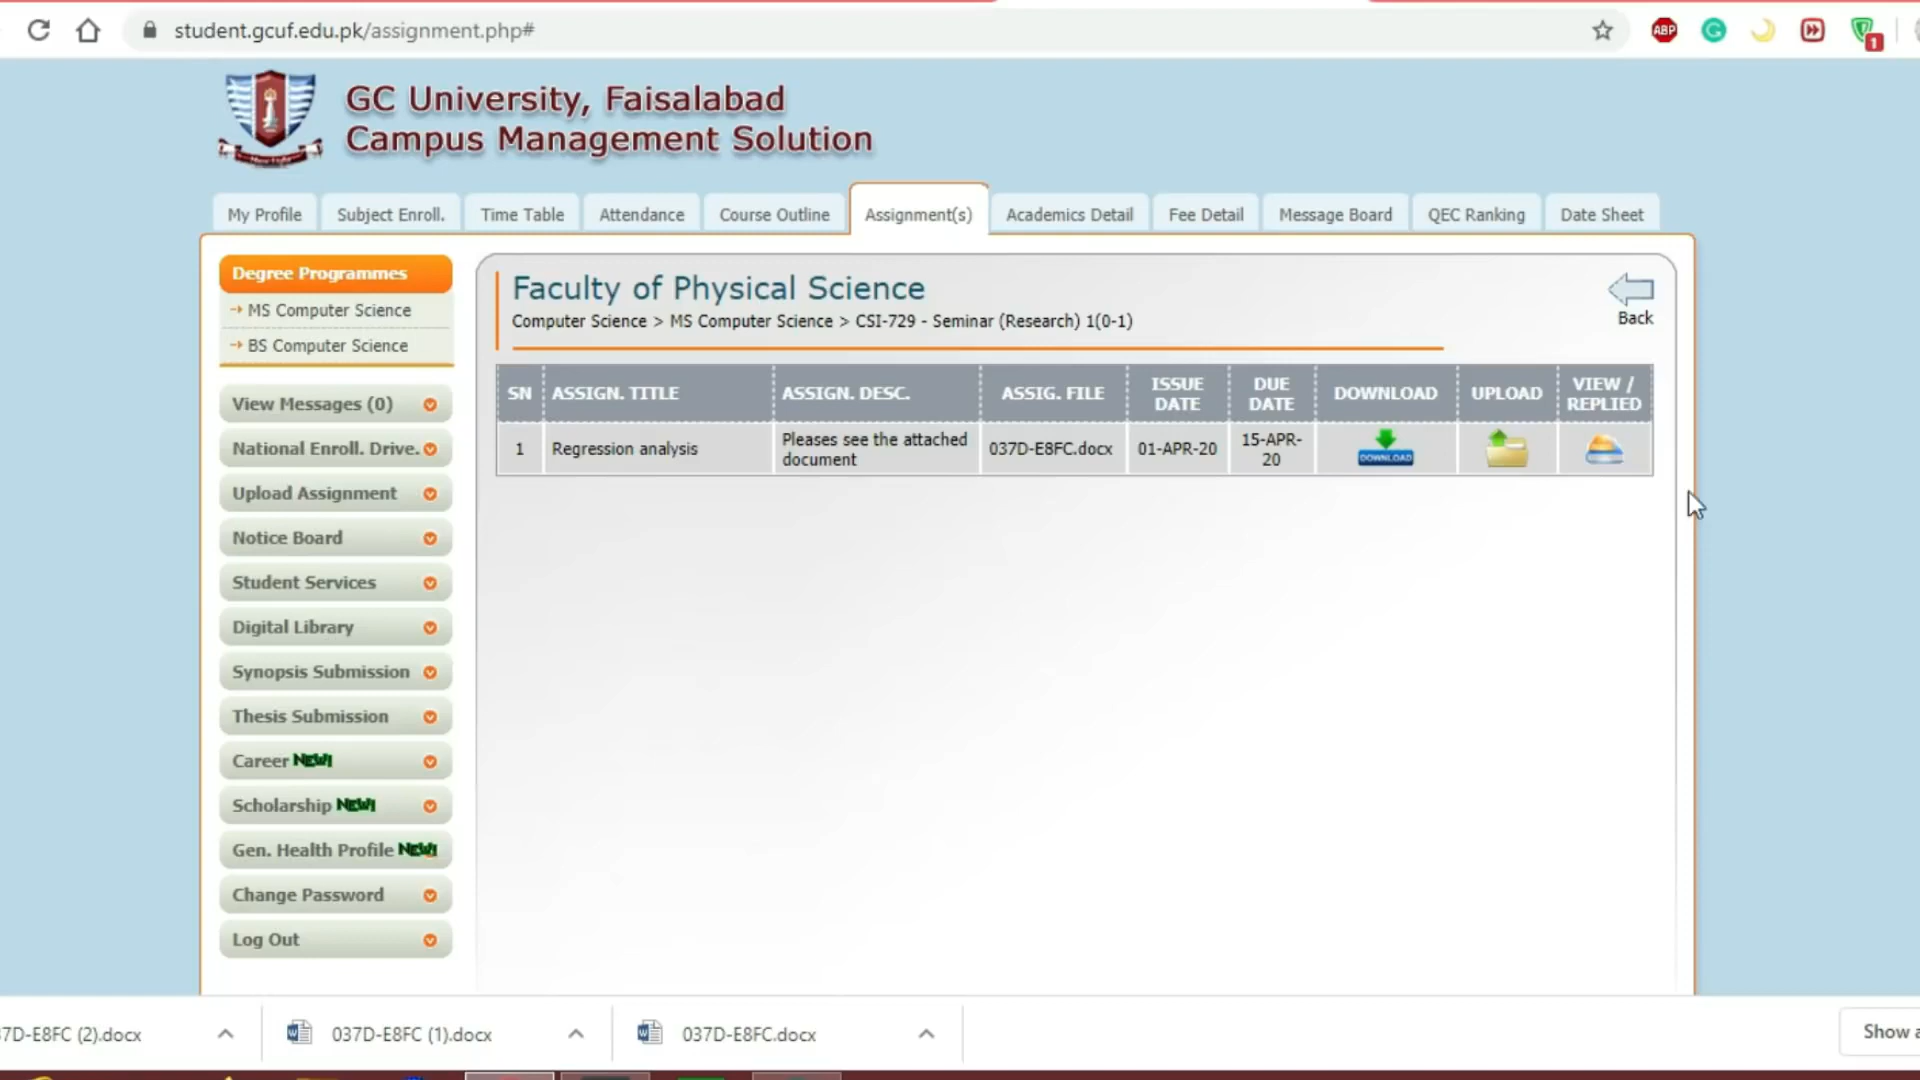 student.gcuf.edu.pk/assignment.php#
ABP
1
GC University, Faisalabad
Campus Management Solution
My Profile
Subject Enroll.
Time Table
Attendance
Course Outline
Assignment(s)
Academics Detail
Fee Detail
Message Board
QEC Ranking
Date Sheet
Degree Programmes
MS Computer Science
BS Computer Science
View Messages (0)
National Enroll. Drive.
Upload Assignment
Notice Board
Student Services
Digital Library
Synopsis Submission
Thesis Submission
Career NEW!
Scholarship NEW!
Gen. Health Profile NEW!
Change Password
Log Out
Faculty of Physical Science
Computer Science > MS Computer Science > CSI-729 - Seminar (Research) 1(0-1)
Back
SN
ASSIGN. TITLE
ASSIGN. DESC.
ASSIG. FILE
ISSUE
DATE
DUE
DATE
DOWNLOAD
UPLOAD
VIEW /
REPLIED
1
Regression analysis
Pleases see the attached
document
037D-E8FC.docx
01-APR-20
15-APR-
20
DOWNLOAD
7D-E8FC (2).docx
037D-E8FC (1).docx
037D-E8FC.docx
Show a